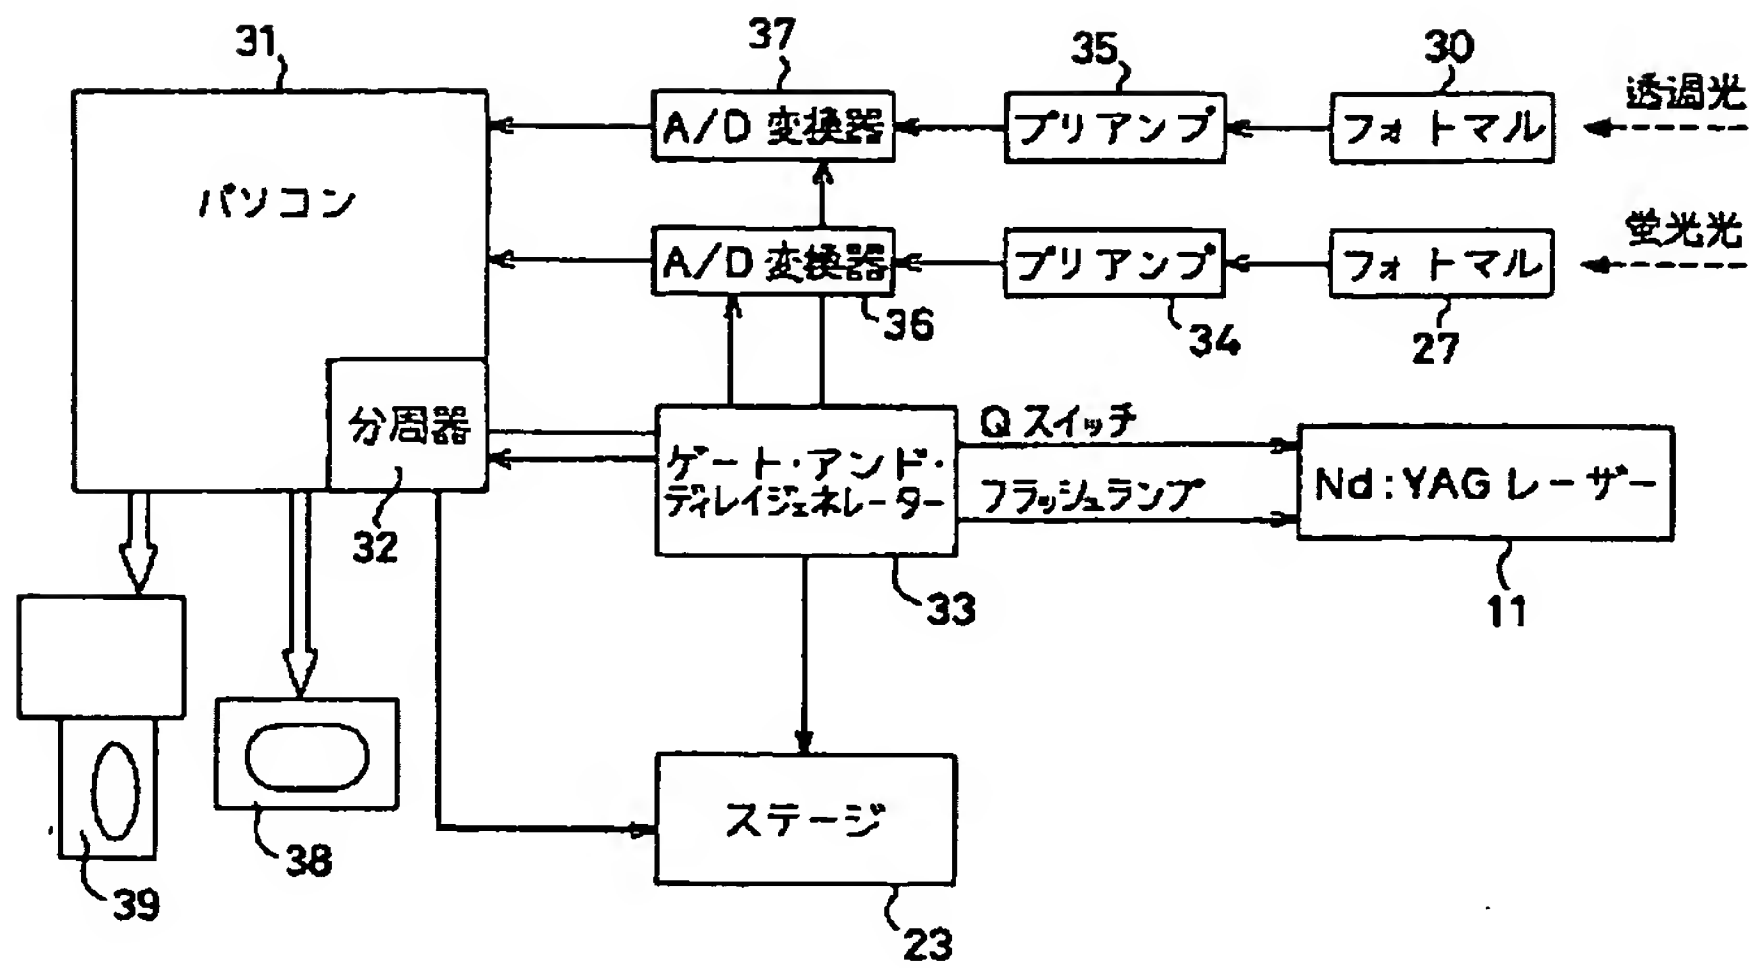 31
37
35
30
透過光
A/D 変換器
プリアンプ
フォトマル
パソコン
蛍光光
A/D 変換器
プリアンプ
フォトマル
36
34
27
分周器
Q スイッチ
ゲート・アンド・
ディレイジェネレーター
フラッシュランプ
Nd:YAG レーザー
32
33
11
ステージ
38
39
23